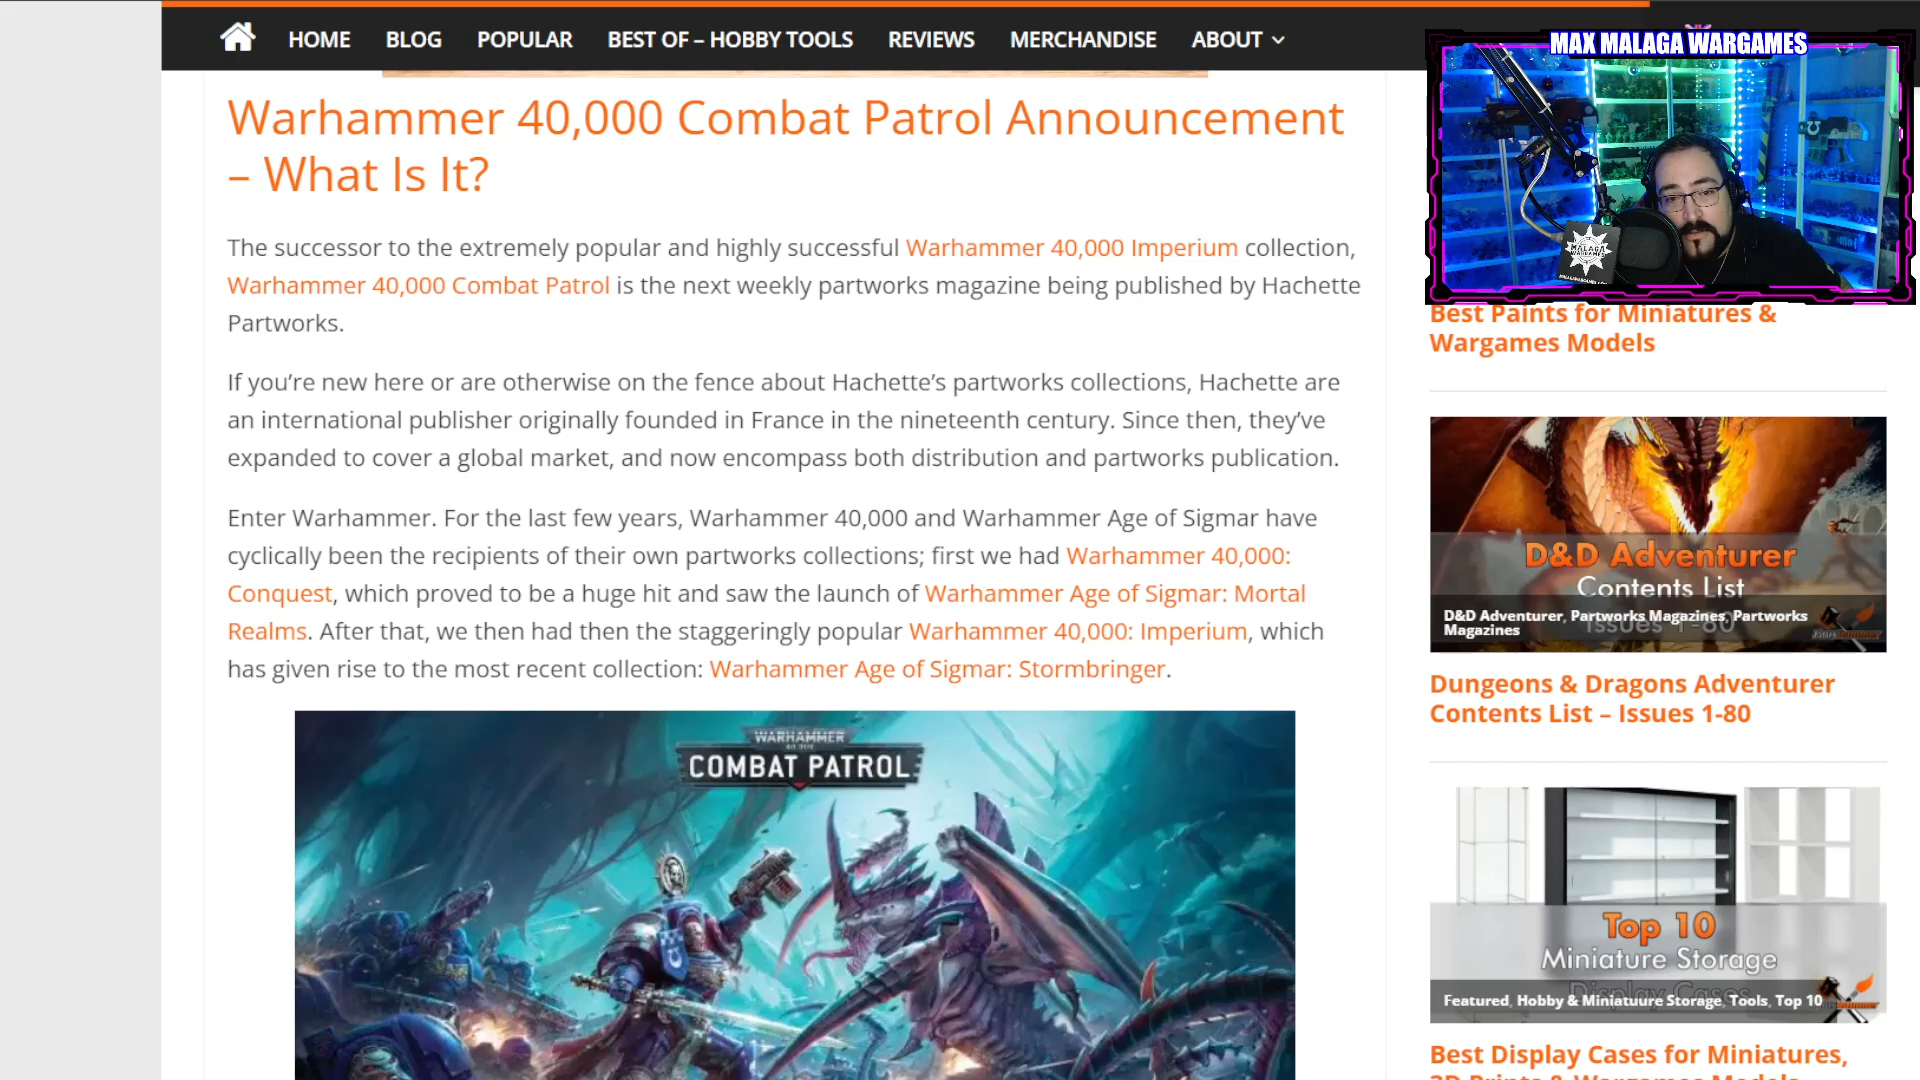 HOME BLOG POPULAR BEST OF – HOBBY TOOLS REVIEWS MERCHANDISE ABOUT
MAX MALAGA WARGAMES
MALAGA
WARGAMES
Warhammer 40,000 Combat Patrol Announcement
– What Is It?
The successor to the extremely popular and highly successful Warhammer 40,000 Imperium collection,
Warhammer 40,000 Combat Patrol is the next weekly partworks magazine being published by Hachette
Partworks.
If you’re new here or are otherwise on the fence about Hachette’s partworks collections, Hachette are
an international publisher originally founded in France in the nineteenth century. Since then, they’ve
expanded to cover a global market, and now encompass both distribution and partworks publication.
Enter Warhammer. For the last few years, Warhammer 40,000 and Warhammer Age of Sigmar have
cyclically been the recipients of their own partworks collections; first we had Warhammer 40,000:
Conquest, which proved to be a huge hit and saw the launch of Warhammer Age of Sigmar: Mortal
Realms. After that, we then had then the staggeringly popular Warhammer 40,000: Imperium, which
has given rise to the most recent collection: Warhammer Age of Sigmar: Stormbringer.
WARHAMMER
COMBAT PATROL
Best Paints for Miniatures &
Wargames Models
D&D Adventurer
Contents List
Issues 1-80
D&D Adventurer, Partworks Magazines, Partworks
Magazines
Dungeons & Dragons Adventurer
Contents List – Issues 1-80
Top 10
Miniature Storage
Display Cases
Featured, Hobby & Miniatuure Storage, Tools, Top 10
Best Display Cases for Miniatures,
3D Prints & Wargames Models